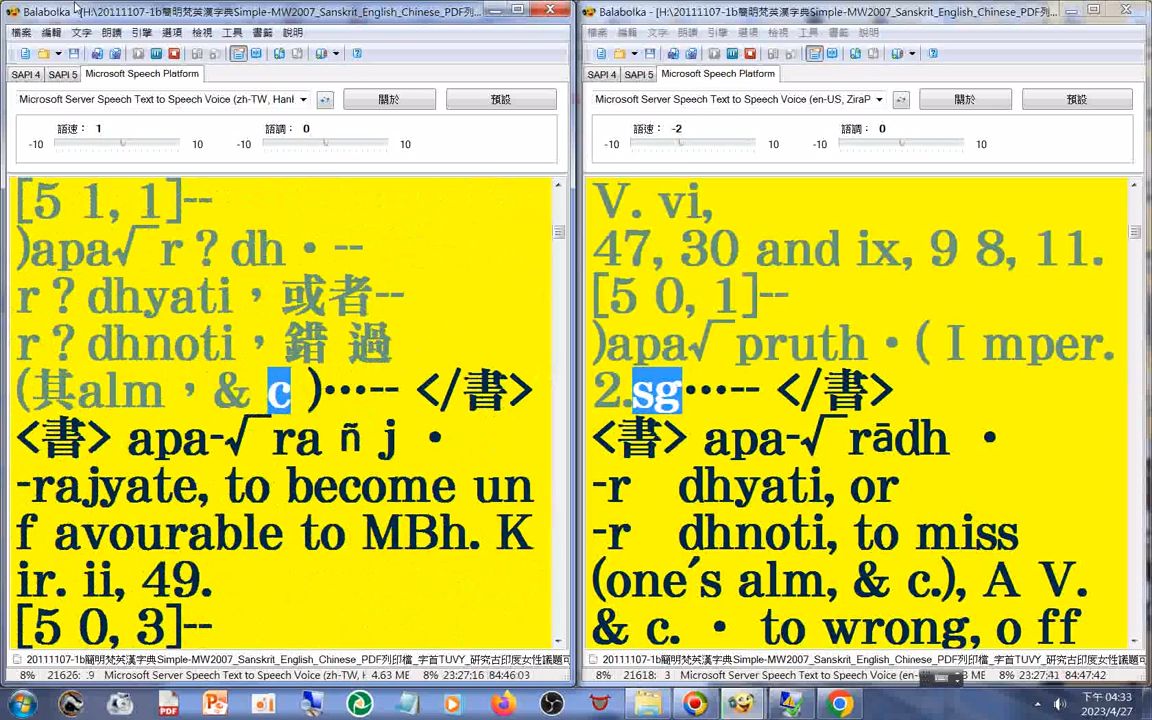 Balabolka - [H:\20111107-1b簡明梵英漢字典Simple-MW2007_Sanskrit_English_Chinese_PDF列...
檔案 編輯 文字 朗讀 引擎 選項 檢視 工具 書籤 說明
SAPI 4 SAPI 5 Microsoft Speech Platform
Microsoft Server Speech Text to Speech Voice (zh-TW, Hanl
關於
預設
語速： 1
語調： 0
-10 10 -10 10
[5 1, 1]--
)apa√ r？dh・--
r？dhyati，或者--
r？dhnoti，錯 過
(其alm，& c )…-- </書>
<書> apa-√ ra ñ j ・
-rajyate, to become un
f avourable to MBh. K
ir. ii, 49.
[5 0, 3]--
20111107-1b簡明梵英漢字典Simple-MW2007_Sanskrit_English_Chinese_PDF列印檔_字首TUVY_研究古印度女性議題可
8% 21626: .9 Microsoft Server Speech Text to Speech Voice (zh-TW, H 4.63 ME 8% 23:27:16 84:46:03
Balabolka - [H:\20111107-1b簡明梵英漢字典Simple-MW2007_Sanskrit_English_Chinese_PDF列印...
檔案 編輯 文字 朗讀 引擎 選項 檢視 工具 書籤 說明
SAPI 4 SAPI 5 Microsoft Speech Platform
Microsoft Server Speech Text to Speech Voice (en-US, ZiraP
關於
預設
語速： -2
語調： 0
-10 10 -10 10
V. vi,
47, 30 and ix, 9 8, 11.
[5 0, 1]--
)apa√ pruth・( I mper.
2.sg…-- </書>
<書> apa-√ rādh ・
-r dhyati, or
-r dhnoti, to miss
(one´s alm, & c.), A V.
& c. ・ to wrong, o ff
20111107-1b簡明梵英漢字典Simple-MW2007_Sanskrit_English_Chinese_PDF列印檔_字首TUVY_研究古印度女性議題可
8% 21618: 3 Microsoft Server Speech Text to Speech Voice (en-US, 3 ME 8% 23:27:41 84:47:42
下午 04:33
2023/4/27